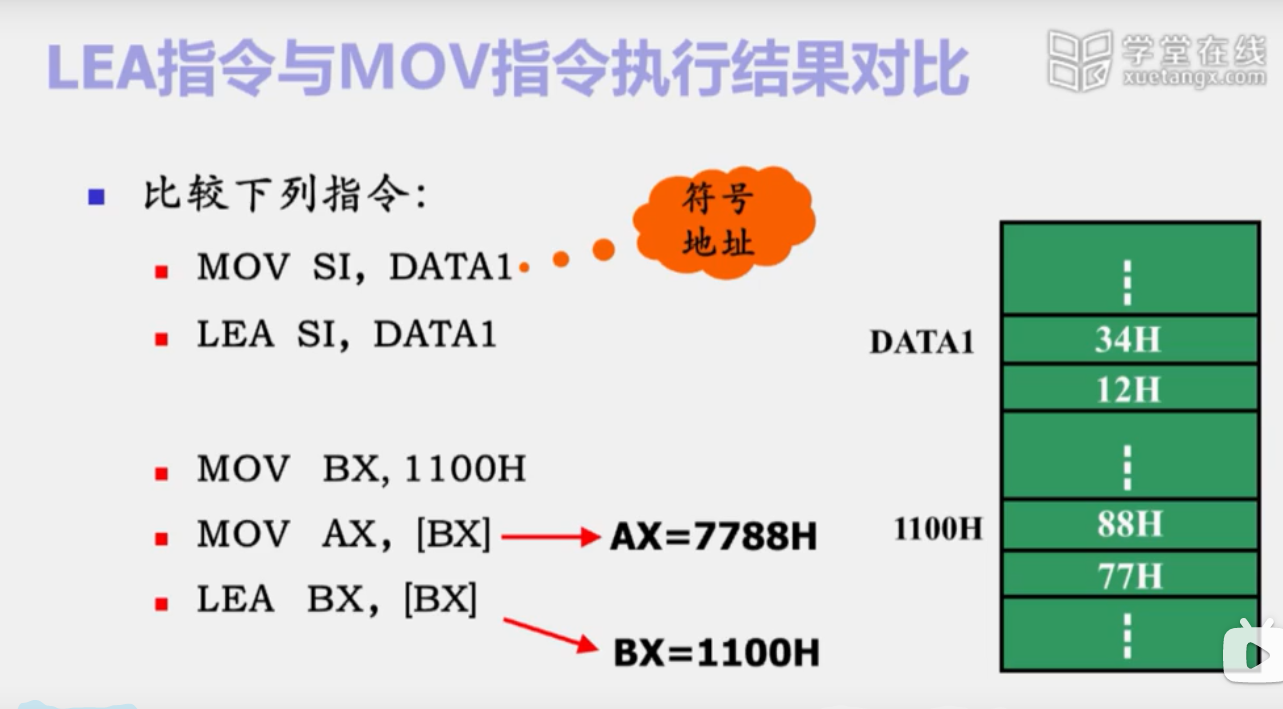 LEA指令与MOV指令执行结果对比
学堂在线
xuetangx.com
比较下列指令:
符号
地址
MOV SI, DATA1
LEA SI, DATA1
MOV BX, 1100H
MOV AX, [BX]
AX=7788H
LEA BX, [BX]
BX=1100H
DATA1
34H
12H
1100H
88H
77H